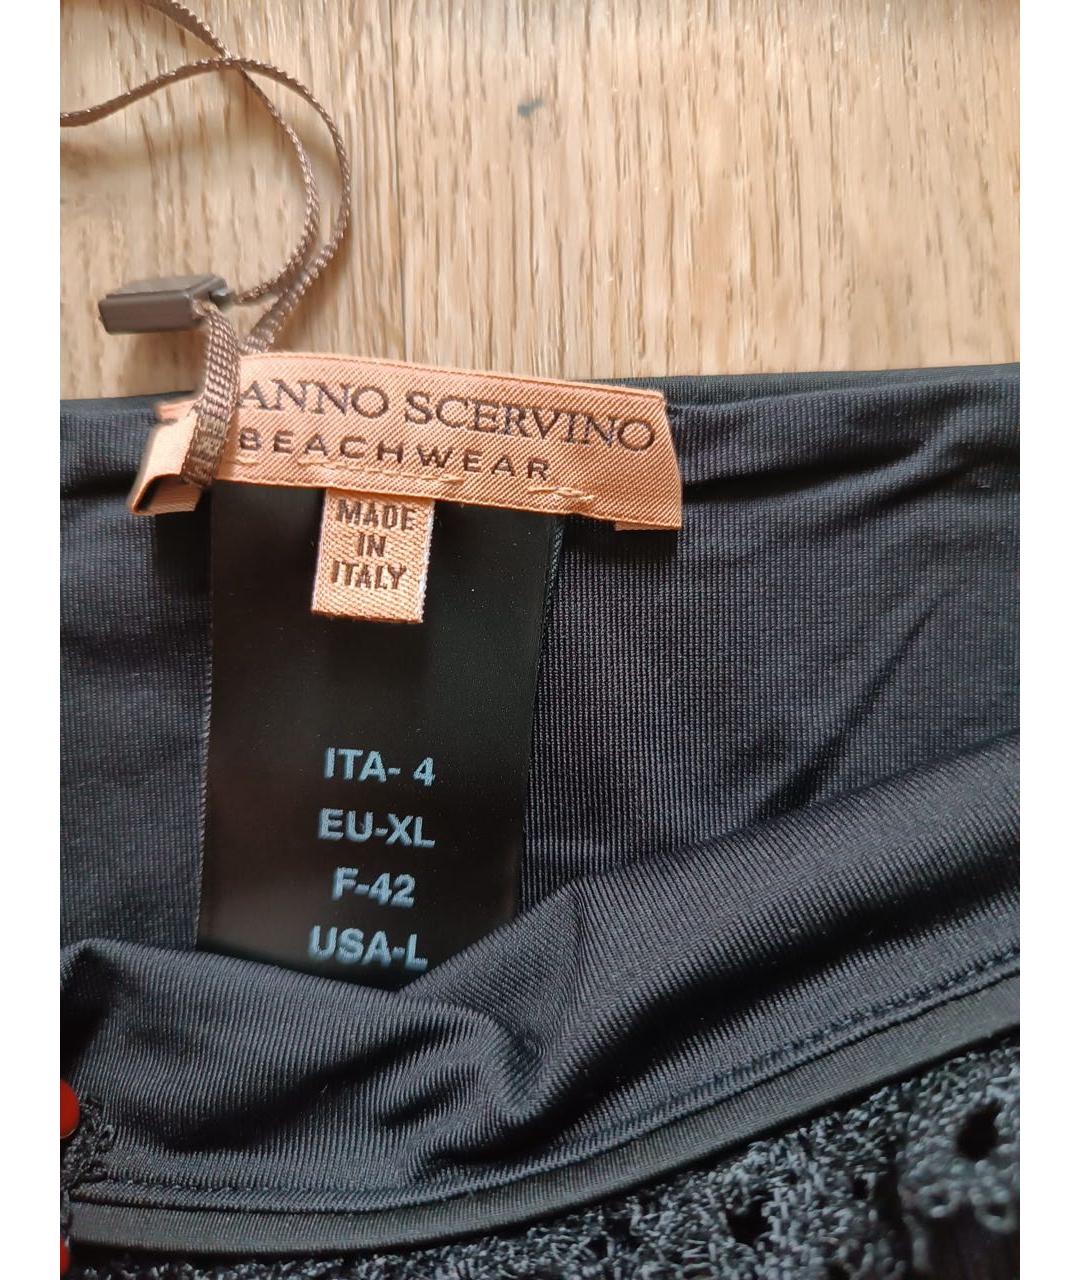 ANNO SCERVINO
BEACHWEAR
MADE
IN
ITALY
ITA- 4
EU-XL
F-42
USA-L